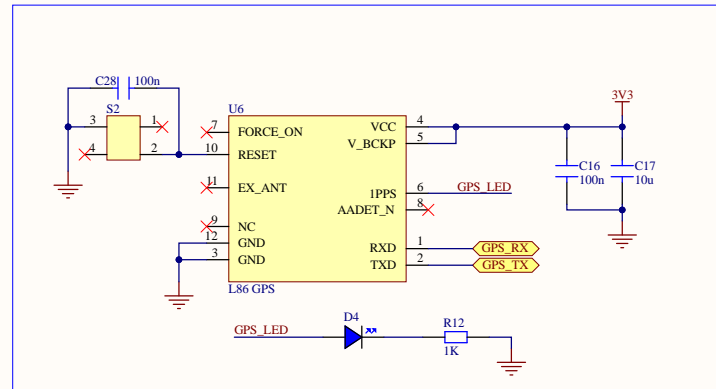 C28 100n
3V3
S2
U6
3 1
4 2
7 FORCE_ON
VCC 4
V_BCKP 5
10 RESET
C16
100n
C17
10u
11 EX_ANT
1PPS 6 GPS_LED
AADET_N 8
9 NC
12 GND
3 GND
RXD 1 GPS_RX
TXD 2 GPS_TX
L86 GPS
D4
GPS_LED
R12
1K